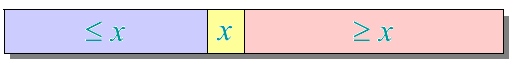 ≤ x x ≥ x